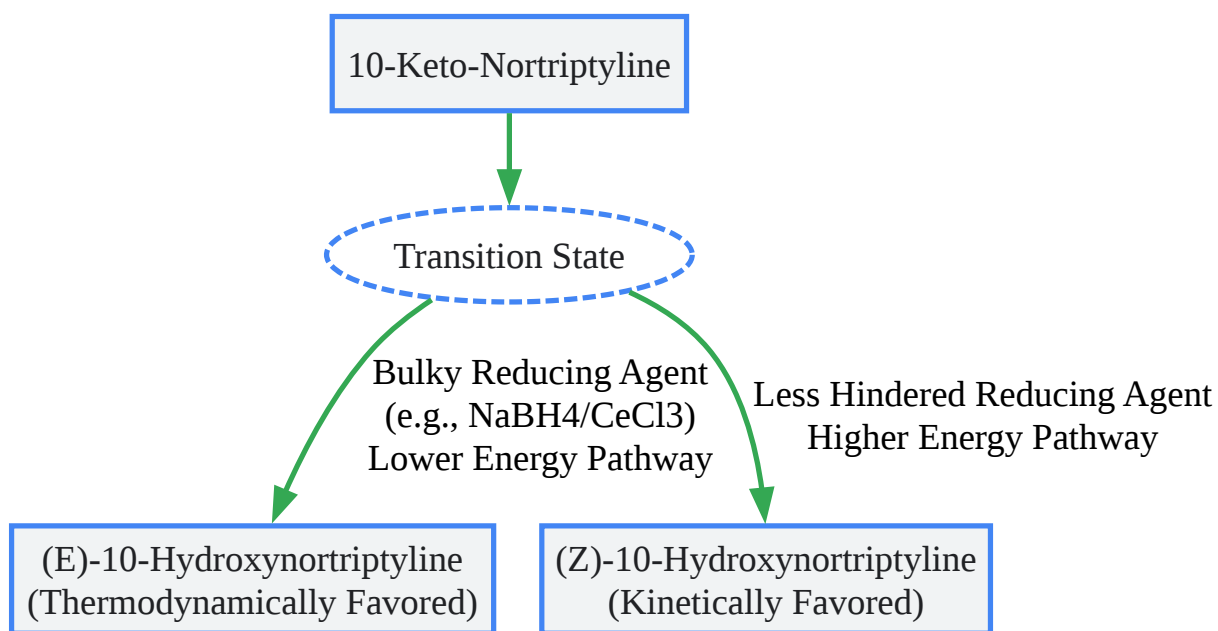 10-Keto-Nortriptyline
Transition State
Bulky Reducing Agent
(e.g., NaBH4/CeCl3)
Lower Energy Pathway
Less Hindered Reducing Agent
Higher Energy Pathway
(E)-10-Hydroxynortriptyline
(Thermodynamically Favored)
(Z)-10-Hydroxynortriptyline
(Kinetically Favored)